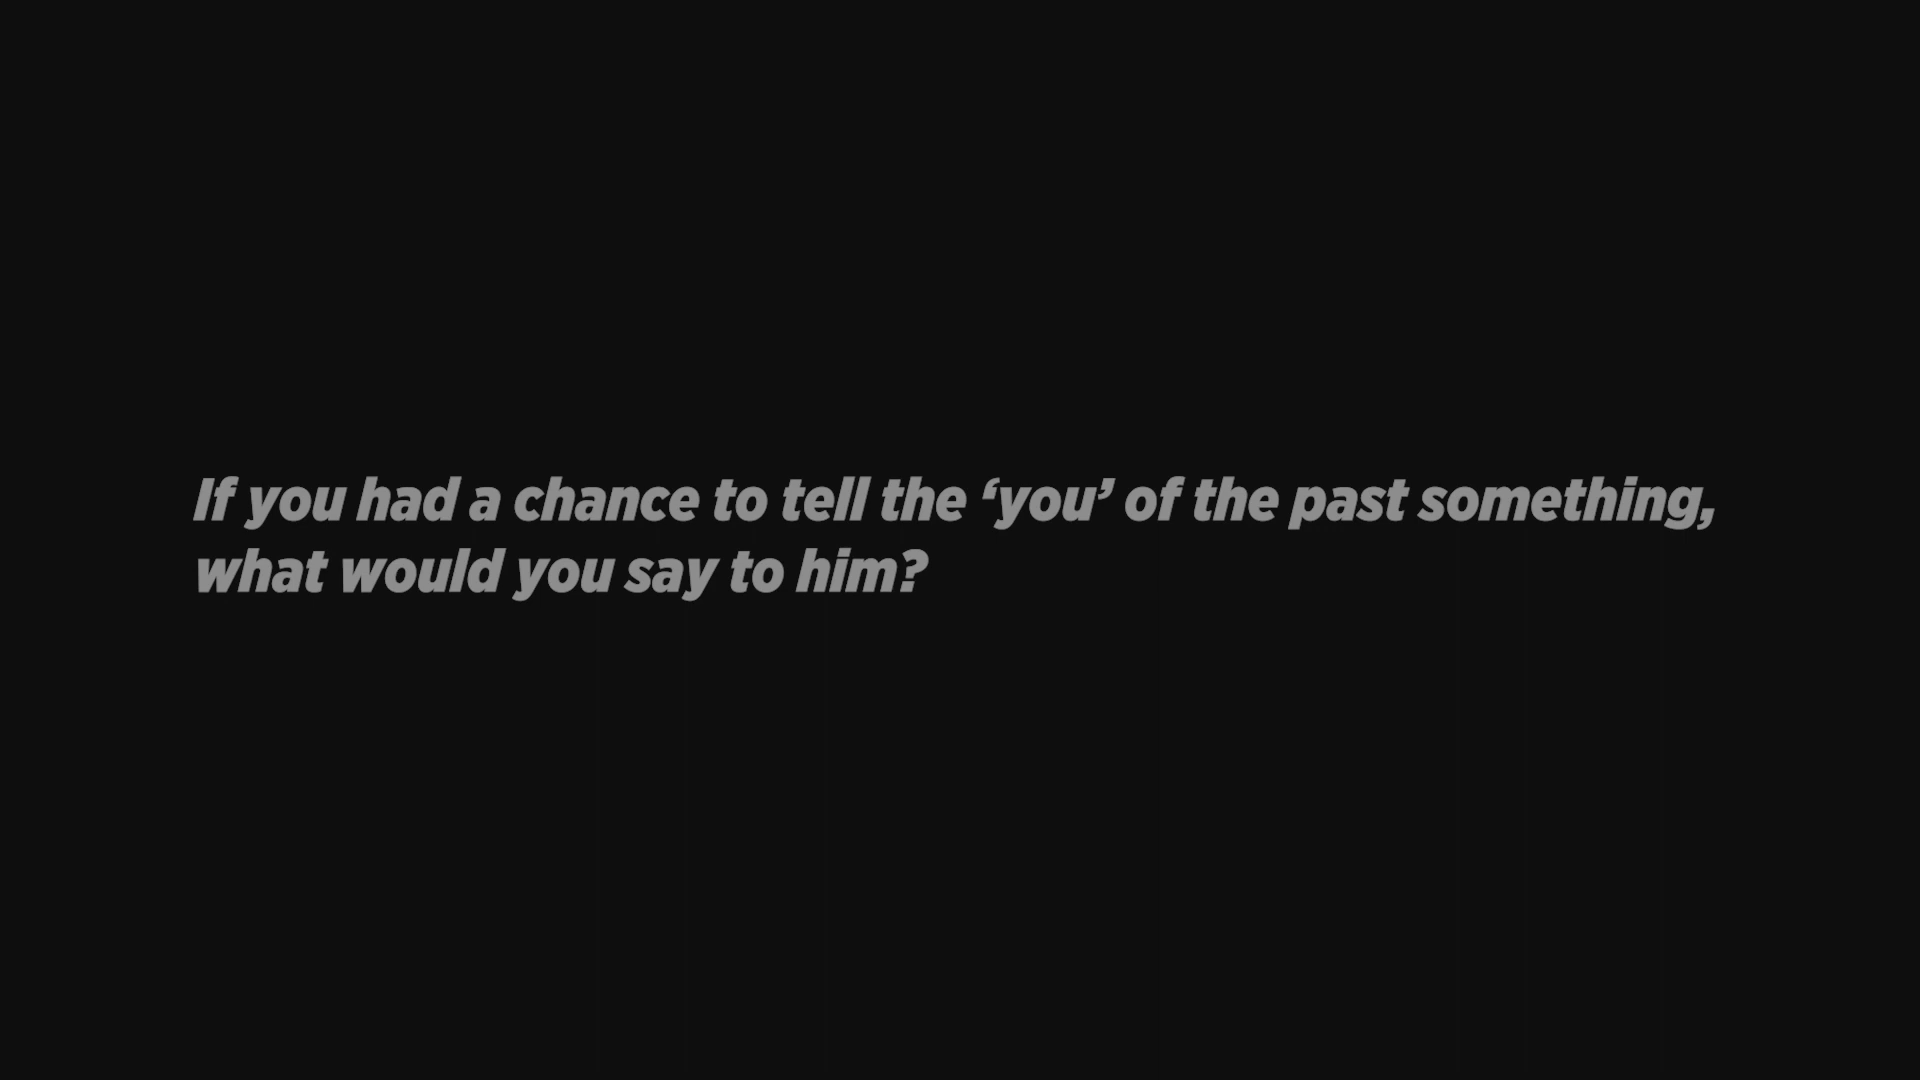 If you had a chance to tell the ‘you’ of the past something,
what would you say to him?